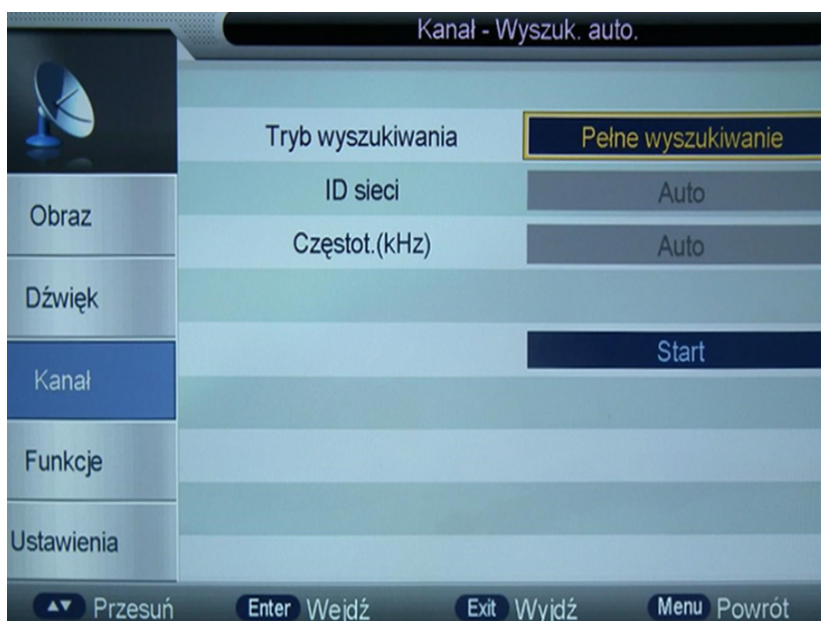 Kanał - Wyszuk. auto.
Tryb wyszukiwania Pełne wyszukiwanie
ID sieci Auto
Częstot.(kHz) Auto
Start
Obraz
Dźwięk
Kanał
Funkcje
Ustawienia
Przesuń Enter Wejdź Exit Wyjdź Menu Powrót